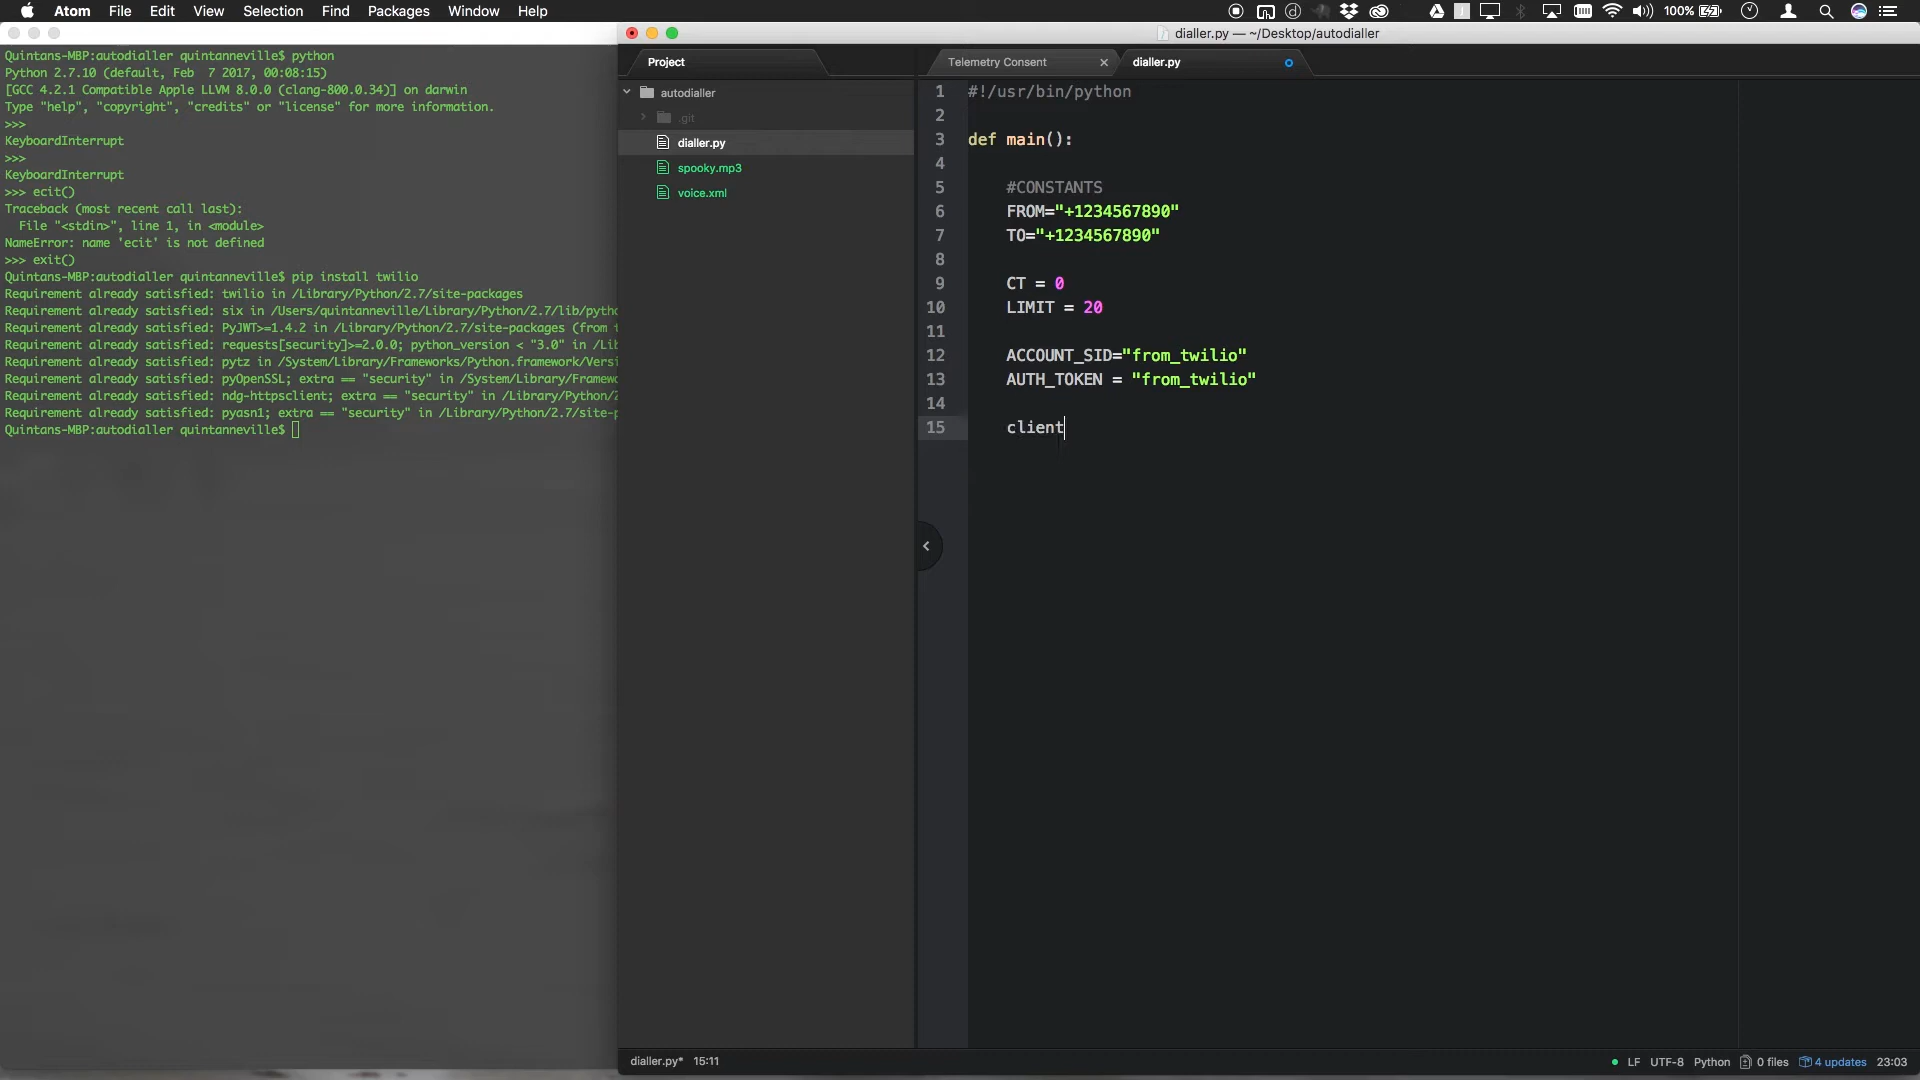 Atom File Edit View Selection Find Packages Window Help
100%
dialler.py — ~/Desktop/autodialler
Quintans-MBP:autodialler quintanneville$ python
Python 2.7.10 (default, Feb  7 2017, 00:08:15)
[GCC 4.2.1 Compatible Apple LLVM 8.0.0 (clang-800.0.34)] on darwin
Type "help", "copyright", "credits" or "license" for more information.
>>>
KeyboardInterrupt
>>>
KeyboardInterrupt
>>> ecit()
Traceback (most recent call last):
  File "<stdin>", line 1, in <module>
NameError: name 'ecit' is not defined
>>> exit()
Quintans-MBP:autodialler quintanneville$ pip install twilio
Requirement already satisfied: twilio in /Library/Python/2.7/site-packages
Requirement already satisfied: six in /Users/quintanneville/Library/Python/2.7/lib/pytho
Requirement already satisfied: PyJWT>=1.4.2 in /Library/Python/2.7/site-packages (from
Requirement already satisfied: requests[security]>=2.0.0; python_version < "3.0" in /Lib
Requirement already satisfied: pytz in /System/Library/Frameworks/Python.framework/Versi
Requirement already satisfied: pyOpenSSL; extra == "security" in /System/Library/Framewo
Requirement already satisfied: ndg-httpsclient; extra == "security" in /Library/Python/2
Requirement already satisfied: pyasn1; extra == "security" in /Library/Python/2.7/site-p
Quintans-MBP:autodialler quintanneville$
Project
autodialler
.git
dialler.py
spooky.mp3
voice.xml
Telemetry Consent
dialler.py
1 #!/usr/bin/python
2
3 def main():
4
5     #CONSTANTS
6     FROM="+1234567890"
7     TO="+1234567890"
8
9     CT = 0
10     LIMIT = 20
11
12     ACCOUNT_SID="from_twilio"
13     AUTH_TOKEN = "from_twilio"
14
15     client
dialler.py* 15:11
LF UTF-8 Python 0 files 4 updates 23:03